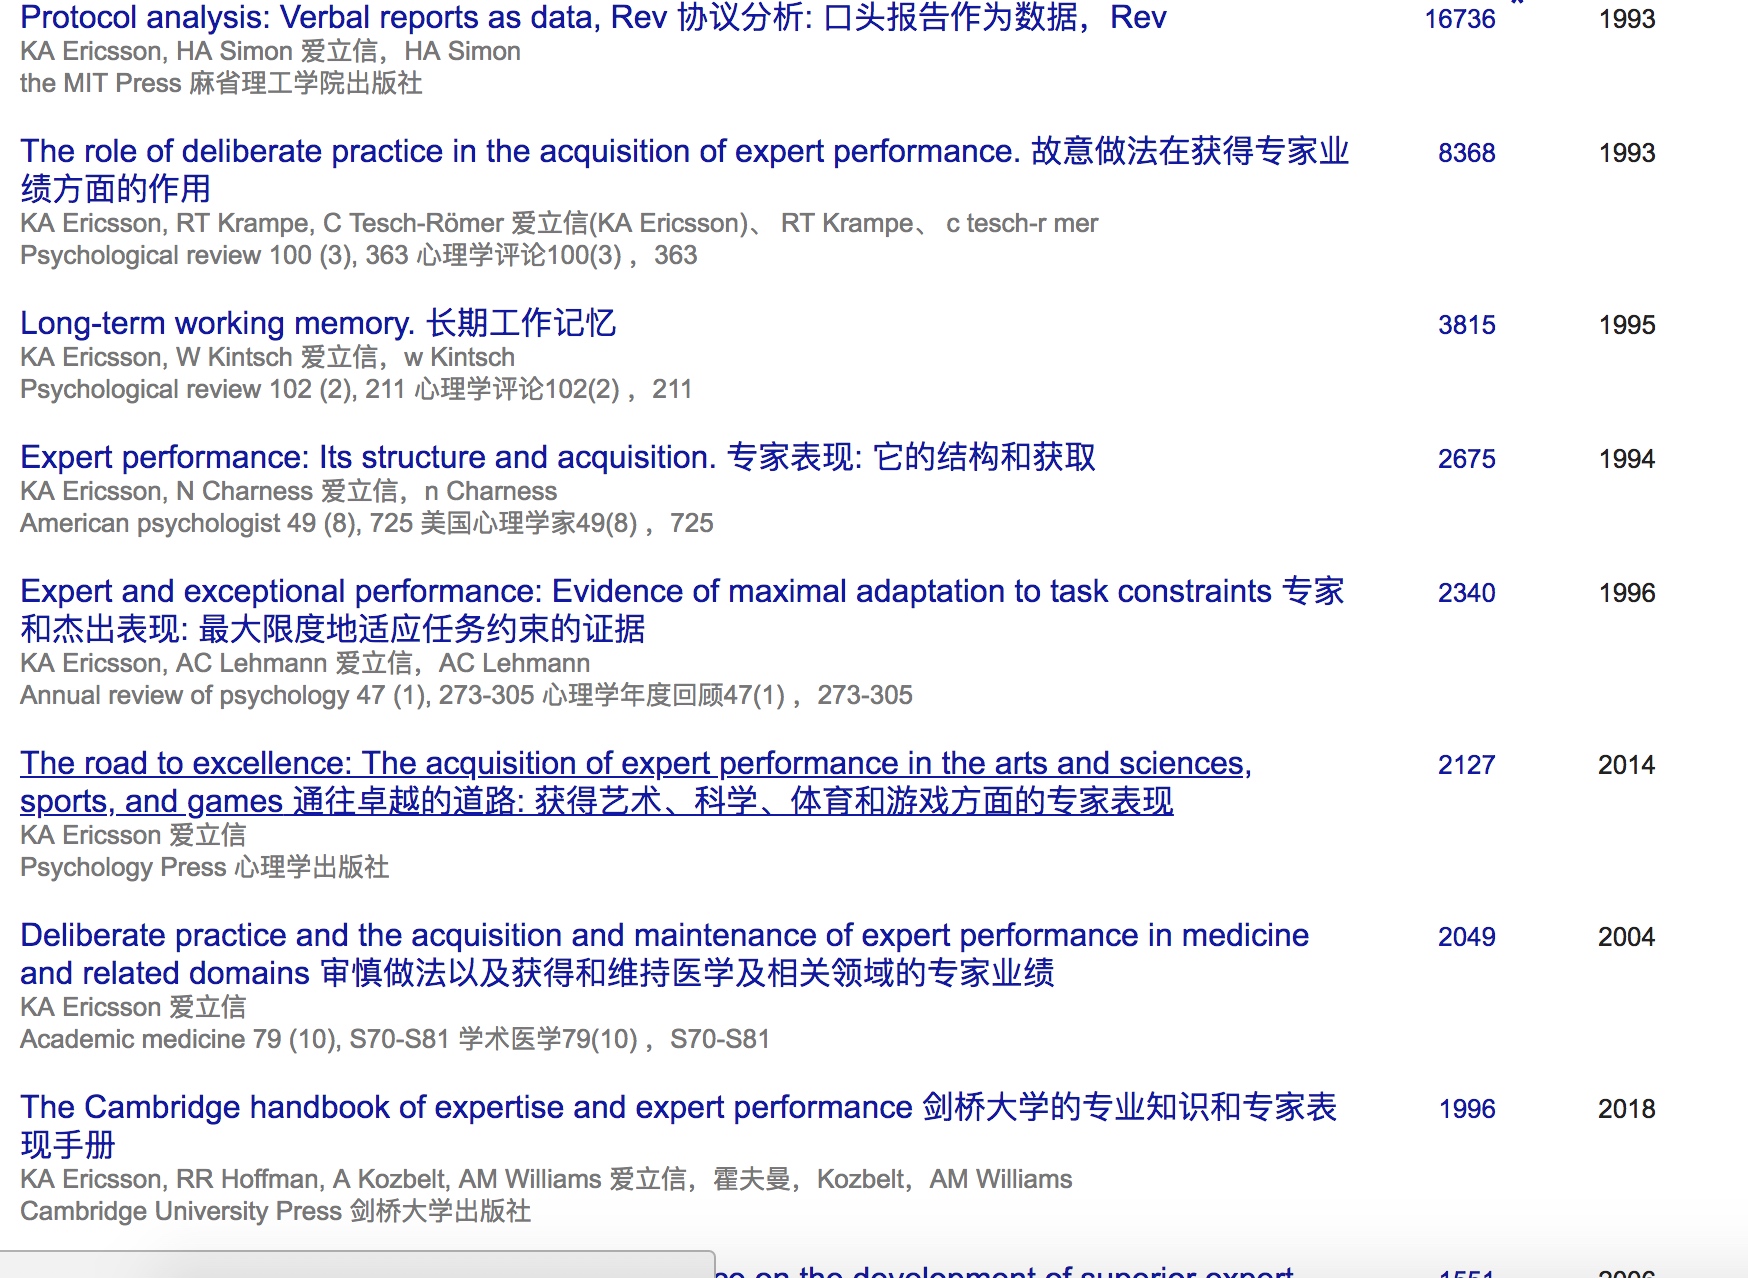 Protocol analysis: Verbal reports as data, Rev 协议分析: 口头报告作为数据，Rev 16736 * 1993
KA Ericsson, HA Simon 爱立信，HA Simon
the MIT Press 麻省理工学院出版社
The role of deliberate practice in the acquisition of expert performance. 故意做法在获得专家业 8368 1993
绩方面的作用
KA Ericsson, RT Krampe, C Tesch-Römer 爱立信(KA Ericsson)、 RT Krampe、 c tesch-r mer
Psychological review 100 (3), 363 心理学评论100(3) ，363
Long-term working memory. 长期工作记忆 3815 1995
KA Ericsson, W Kintsch 爱立信，w Kintsch
Psychological review 102 (2), 211 心理学评论102(2) ，211
Expert performance: Its structure and acquisition. 专家表现: 它的结构和获取 2675 1994
KA Ericsson, N Charness 爱立信，n Charness
American psychologist 49 (8), 725 美国心理学家49(8) ，725
Expert and exceptional performance: Evidence of maximal adaptation to task constraints 专家 2340 1996
和杰出表现: 最大限度地适应任务约束的证据
KA Ericsson, AC Lehmann 爱立信，AC Lehmann
Annual review of psychology 47 (1), 273-305 心理学年度回顾47(1) ，273-305
The road to excellence: The acquisition of expert performance in the arts and sciences, 2127 2014
sports, and games 通往卓越的道路: 获得艺术、科学、体育和游戏方面的专家表现
KA Ericsson 爱立信
Psychology Press 心理学出版社
Deliberate practice and the acquisition and maintenance of expert performance in medicine 2049 2004
and related domains 审慎做法以及获得和维持医学及相关领域的专家业绩
KA Ericsson 爱立信
Academic medicine 79 (10), S70-S81 学术医学79(10) ，S70-S81
The Cambridge handbook of expertise and expert performance 剑桥大学的专业知识和专家表 1996 2018
现手册
KA Ericsson, RR Hoffman, A Kozbelt, AM Williams 爱立信，霍夫曼，Kozbelt，AM Williams
Cambridge University Press 剑桥大学出版社
on the development of superior expert 1551 2006